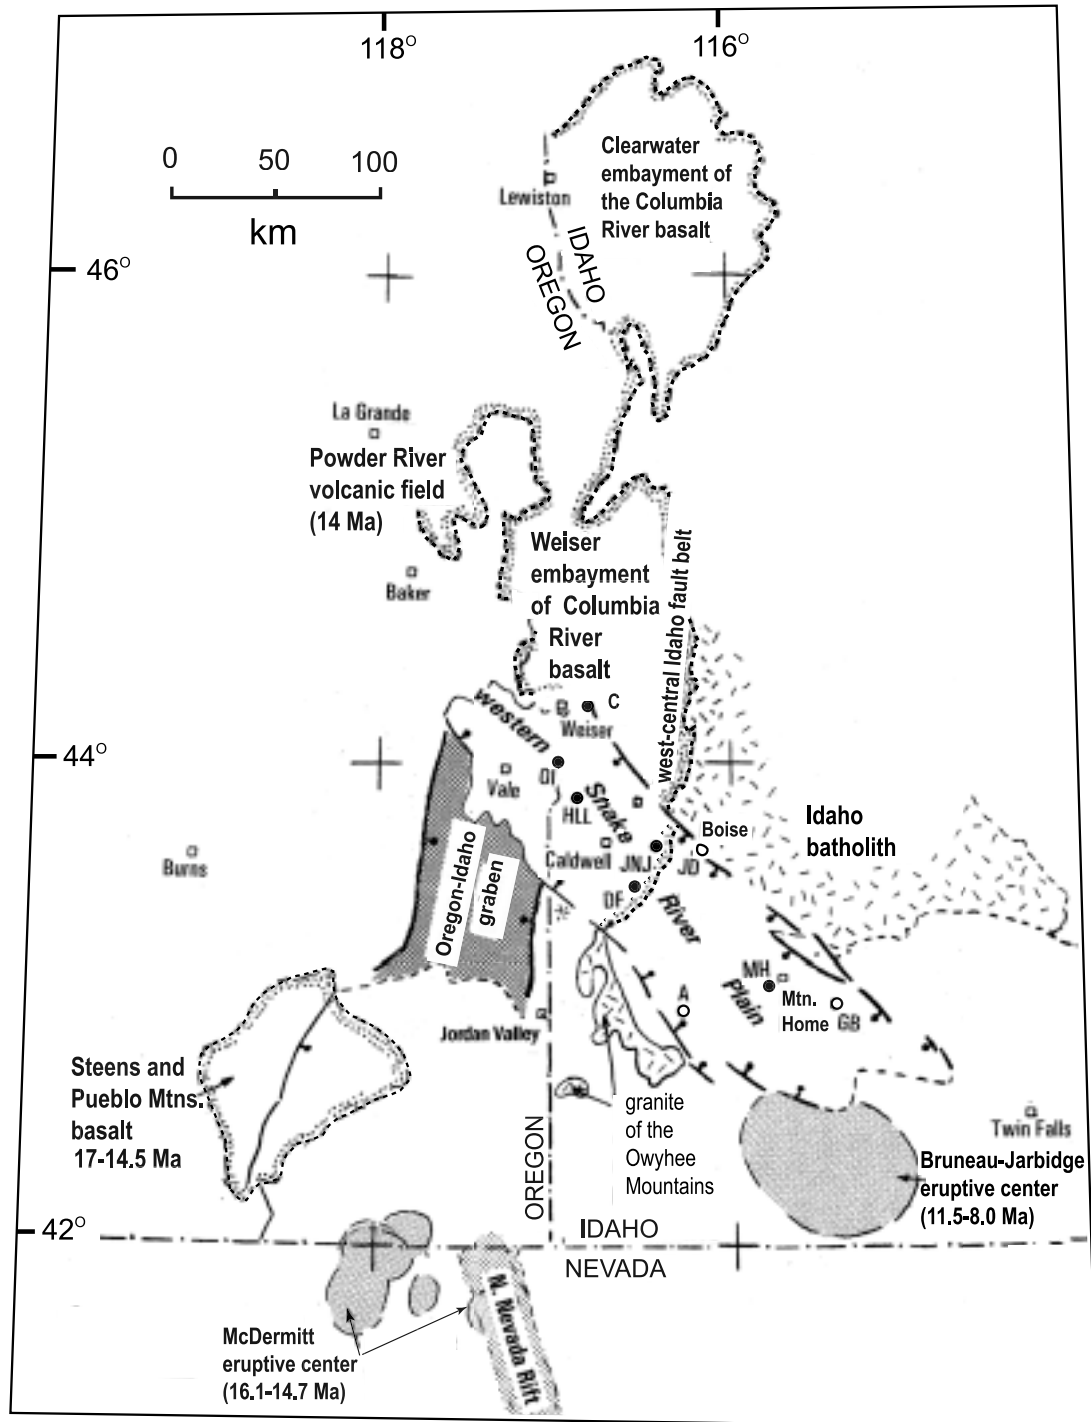 118°
116°
0 50 100
km
Clearwater
embayment of
the Columbia
River basalt
Lewiston
IDAHO
OREGON
46°
La Grande
Powder River
volcanic field
(14 Ma)
Baker
Weiser
embayment
of Columbia
River
basalt
west-central Idaho fault belt
western
Snake
River
Plain
B
C
Weiser
44°
OI
Vale
HLL
Caldwell
JNJ
JD
Boise
DF
Idaho
batholith
Burns
Oregon-Idaho
graben
MH
Mtn.
Home
GB
A
Jordan Valley
Steens and
Pueblo Mtns.
basalt
17-14.5 Ma
granite
of the
Owyhee
Mountains
Twin Falls
Bruneau-Jarbidge
eruptive center
(11.5-8.0 Ma)
42°
OREGON
IDAHO
NEVADA
N. Nevada Rift
McDermitt
eruptive center
(16.1-14.7 Ma)